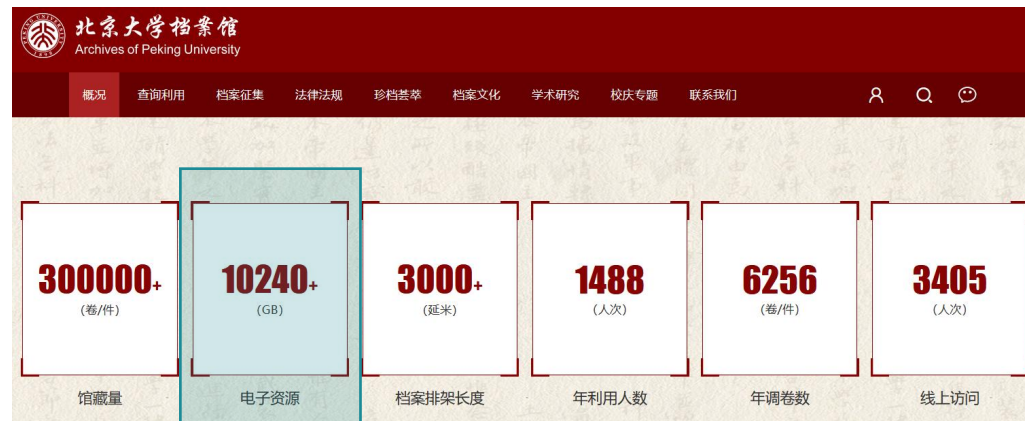 北京大学档案馆
Archives of Peking University
概况 查询利用 档案征集 法律法规 珍档荟萃 档案文化 学术研究 校庆专题 联系我们
300000+ 10240+ 3000+ 1488 6256 3405
(卷/件) (GB) (延米) (人次) (卷/件) (人次)
馆藏量 电子资源 档案排架长度 年利用人数 年调卷数 线上访问